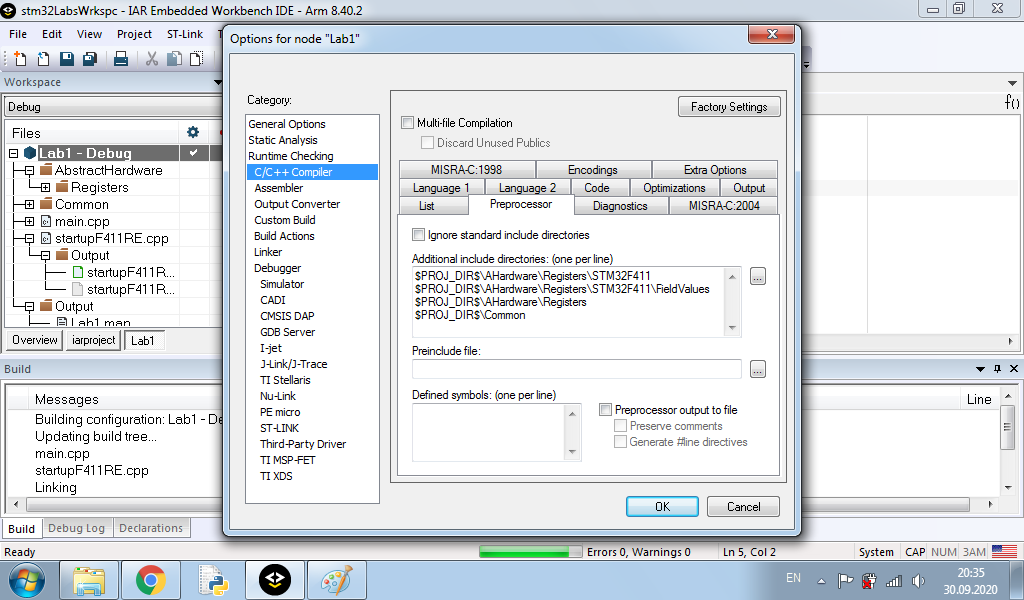 stm32LabsWrkspc - IAR Embedded Workbench IDE - Arm 8.40.2
File Edit View Project ST-Link
Workspace
Debug
Files
Lab1 - Debug
AbstractHardware
Registers
Common
main.cpp
startupF411RE.cpp
Output
startupF411R...
startupF411R...
Output
Lab1.map
Overview iarproject Lab1
Options for node "Lab1"
Category:
General Options
Static Analysis
Runtime Checking
C/C++ Compiler
Assembler
Output Converter
Custom Build
Build Actions
Linker
Debugger
Simulator
CADI
CMSIS DAP
GDB Server
I-jet
J-Link/J-Trace
TI Stellaris
Nu-Link
PE micro
ST-LINK
Third-Party Driver
TI MSP-FET
TI XDS
Factory Settings
Multi-file Compilation
Discard Unused Publics
MISRA-C:1998 Encodings Extra Options
Language 1 Language 2 Code Optimizations Output
List Preprocessor Diagnostics MISRA-C:2004
Ignore standard include directories
Additional include directories: (one per line)
$PROJ_DIR$\AHardware\Registers\STM32F411
$PROJ_DIR$\AHardware\Registers\STM32F411\FieldValues
$PROJ_DIR$\AHardware\Registers
$PROJ_DIR$\Common
...
Preinclude file:
...
Defined symbols: (one per line)
Preprocessor output to file
Preserve comments
Generate #line directives
OK Cancel
f()
Build
Messages Line
Building configuration: Lab1 - De
Updating build tree...
main.cpp
startupF411RE.cpp
Linking
Build Debug Log Declarations
Ready Errors 0, Warnings 0 Ln 5, Col 2 System CAP NUM ЗАМ
EN 20:35
30.09.2020